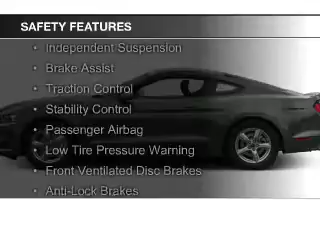 SAFETY FEATURES
• Independent Suspension
• Brake Assist
• Traction Control
• Stability Control
• Passenger Airbag
• Low Tire Pressure Warning
• Front Ventilated Disc Brakes
• Anti-Lock Brakes